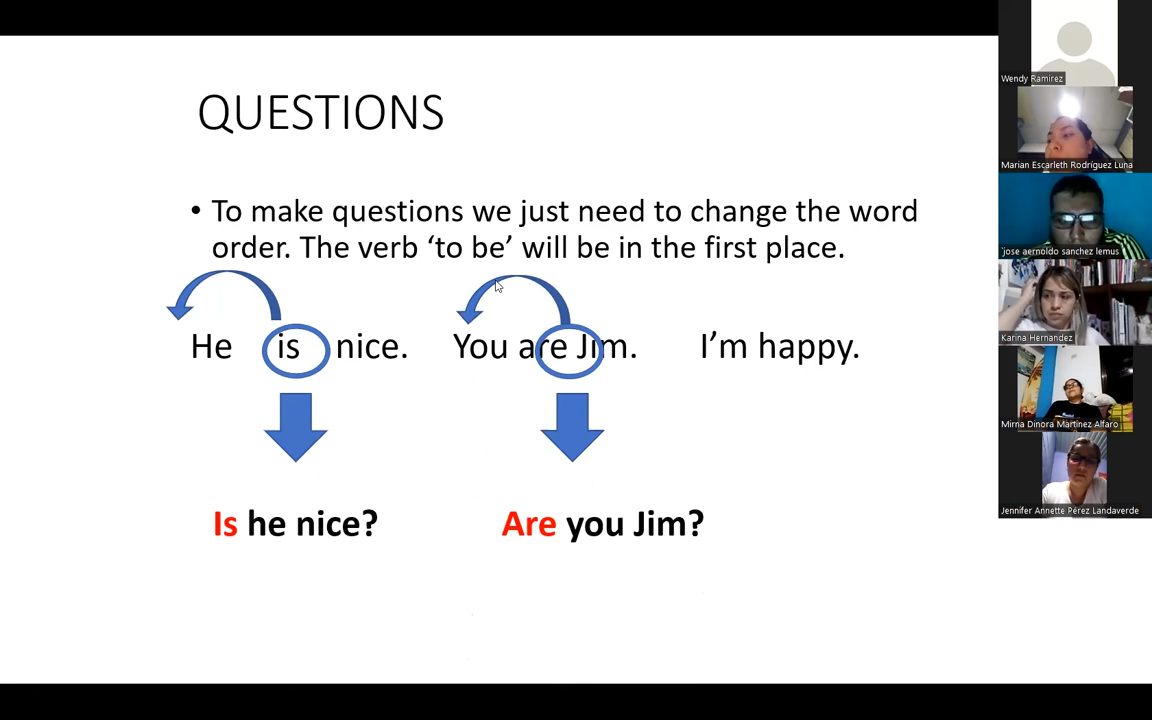 QUESTIONS
• To make questions we just need to change the word
order. The verb ‘to be’ will be in the first place.
He is nice. You are Jim. I’m happy.
Is he nice? Are you Jim?
Wendy Ramirez
Marian Escarleth Rodríguez Luna
jose aernoldo sanchez lemus
Karina Hernandez
Mirna Dinora Martinez Alfaro
Jennifer Annette Pérez Landaverde